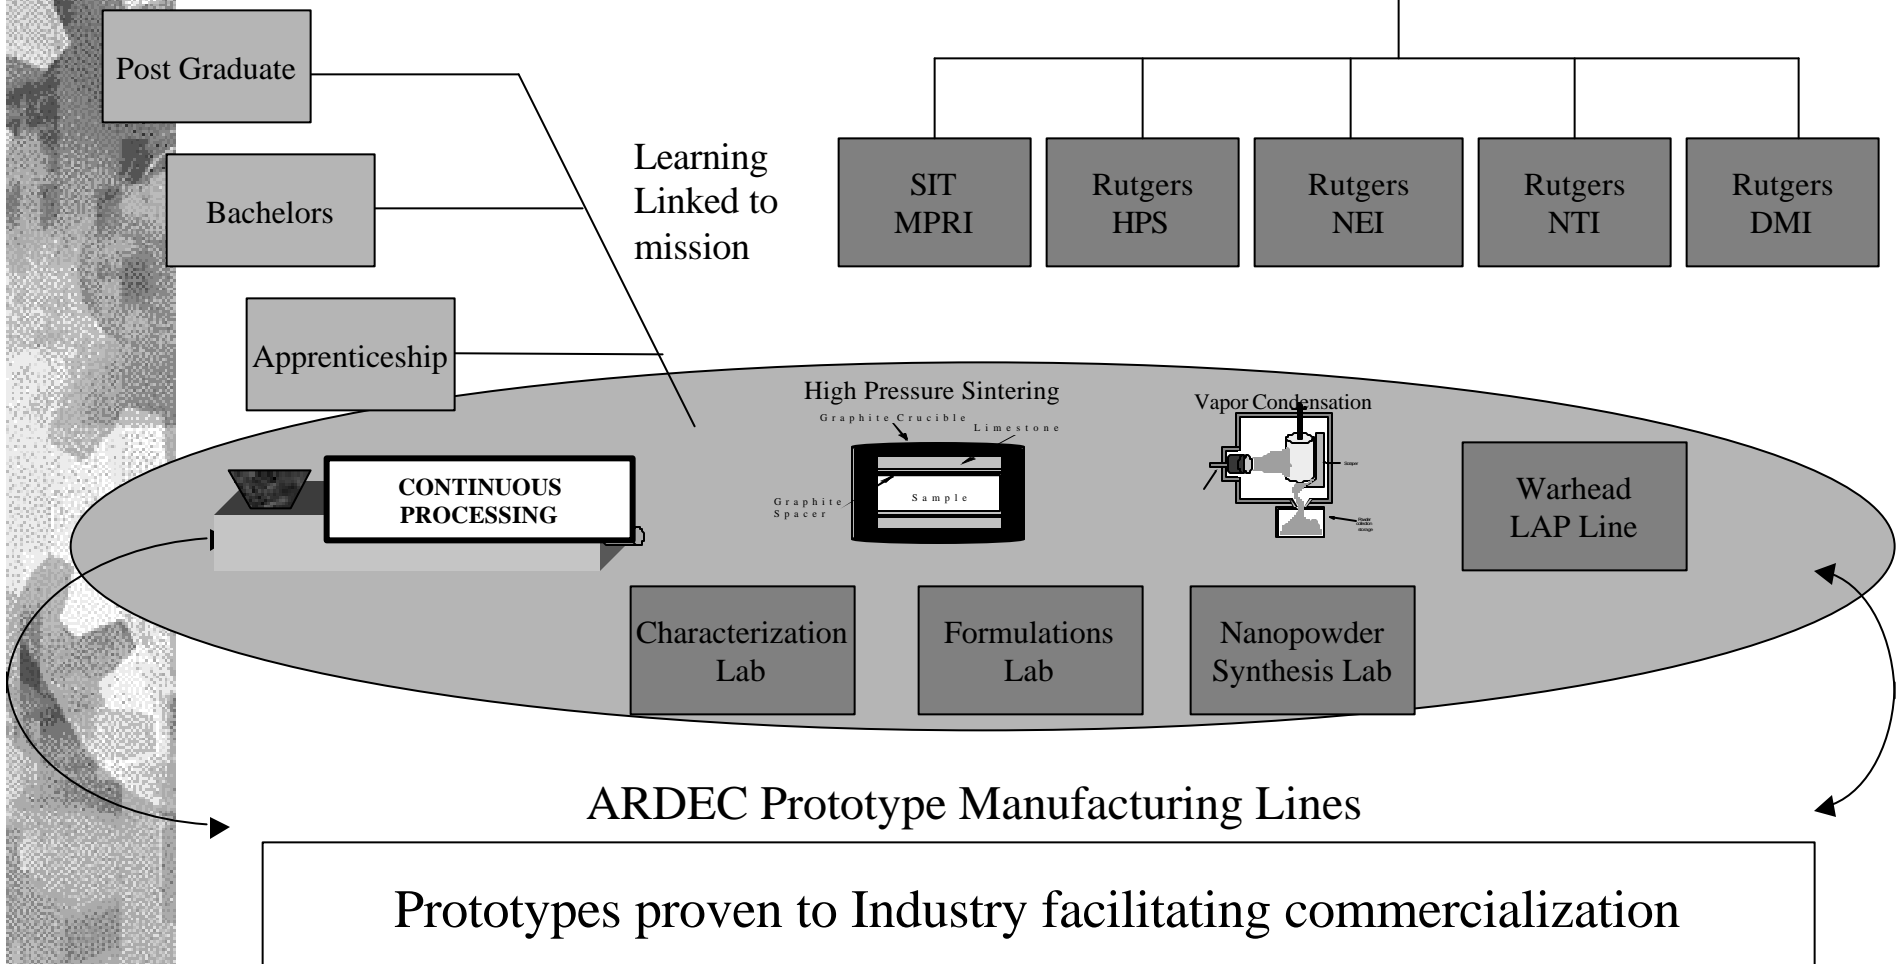 Post Graduate
Bachelors
Apprenticeship
Learning
Linked to
mission
SIT
MPRI
Rutgers
HPS
Rutgers
NEI
Rutgers
NTI
Rutgers
DMI
High Pressure Sintering
Graphite Crucible
Limestone
Graphite
Spacer
Sample
Vapor Condensation
CONTINUOUS
PROCESSING
Warhead
LAP Line
Characterization
Lab
Formulations
Lab
Nanopowder
Synthesis Lab
ARDEC Prototype Manufacturing Lines
Prototypes proven to Industry facilitating commercialization